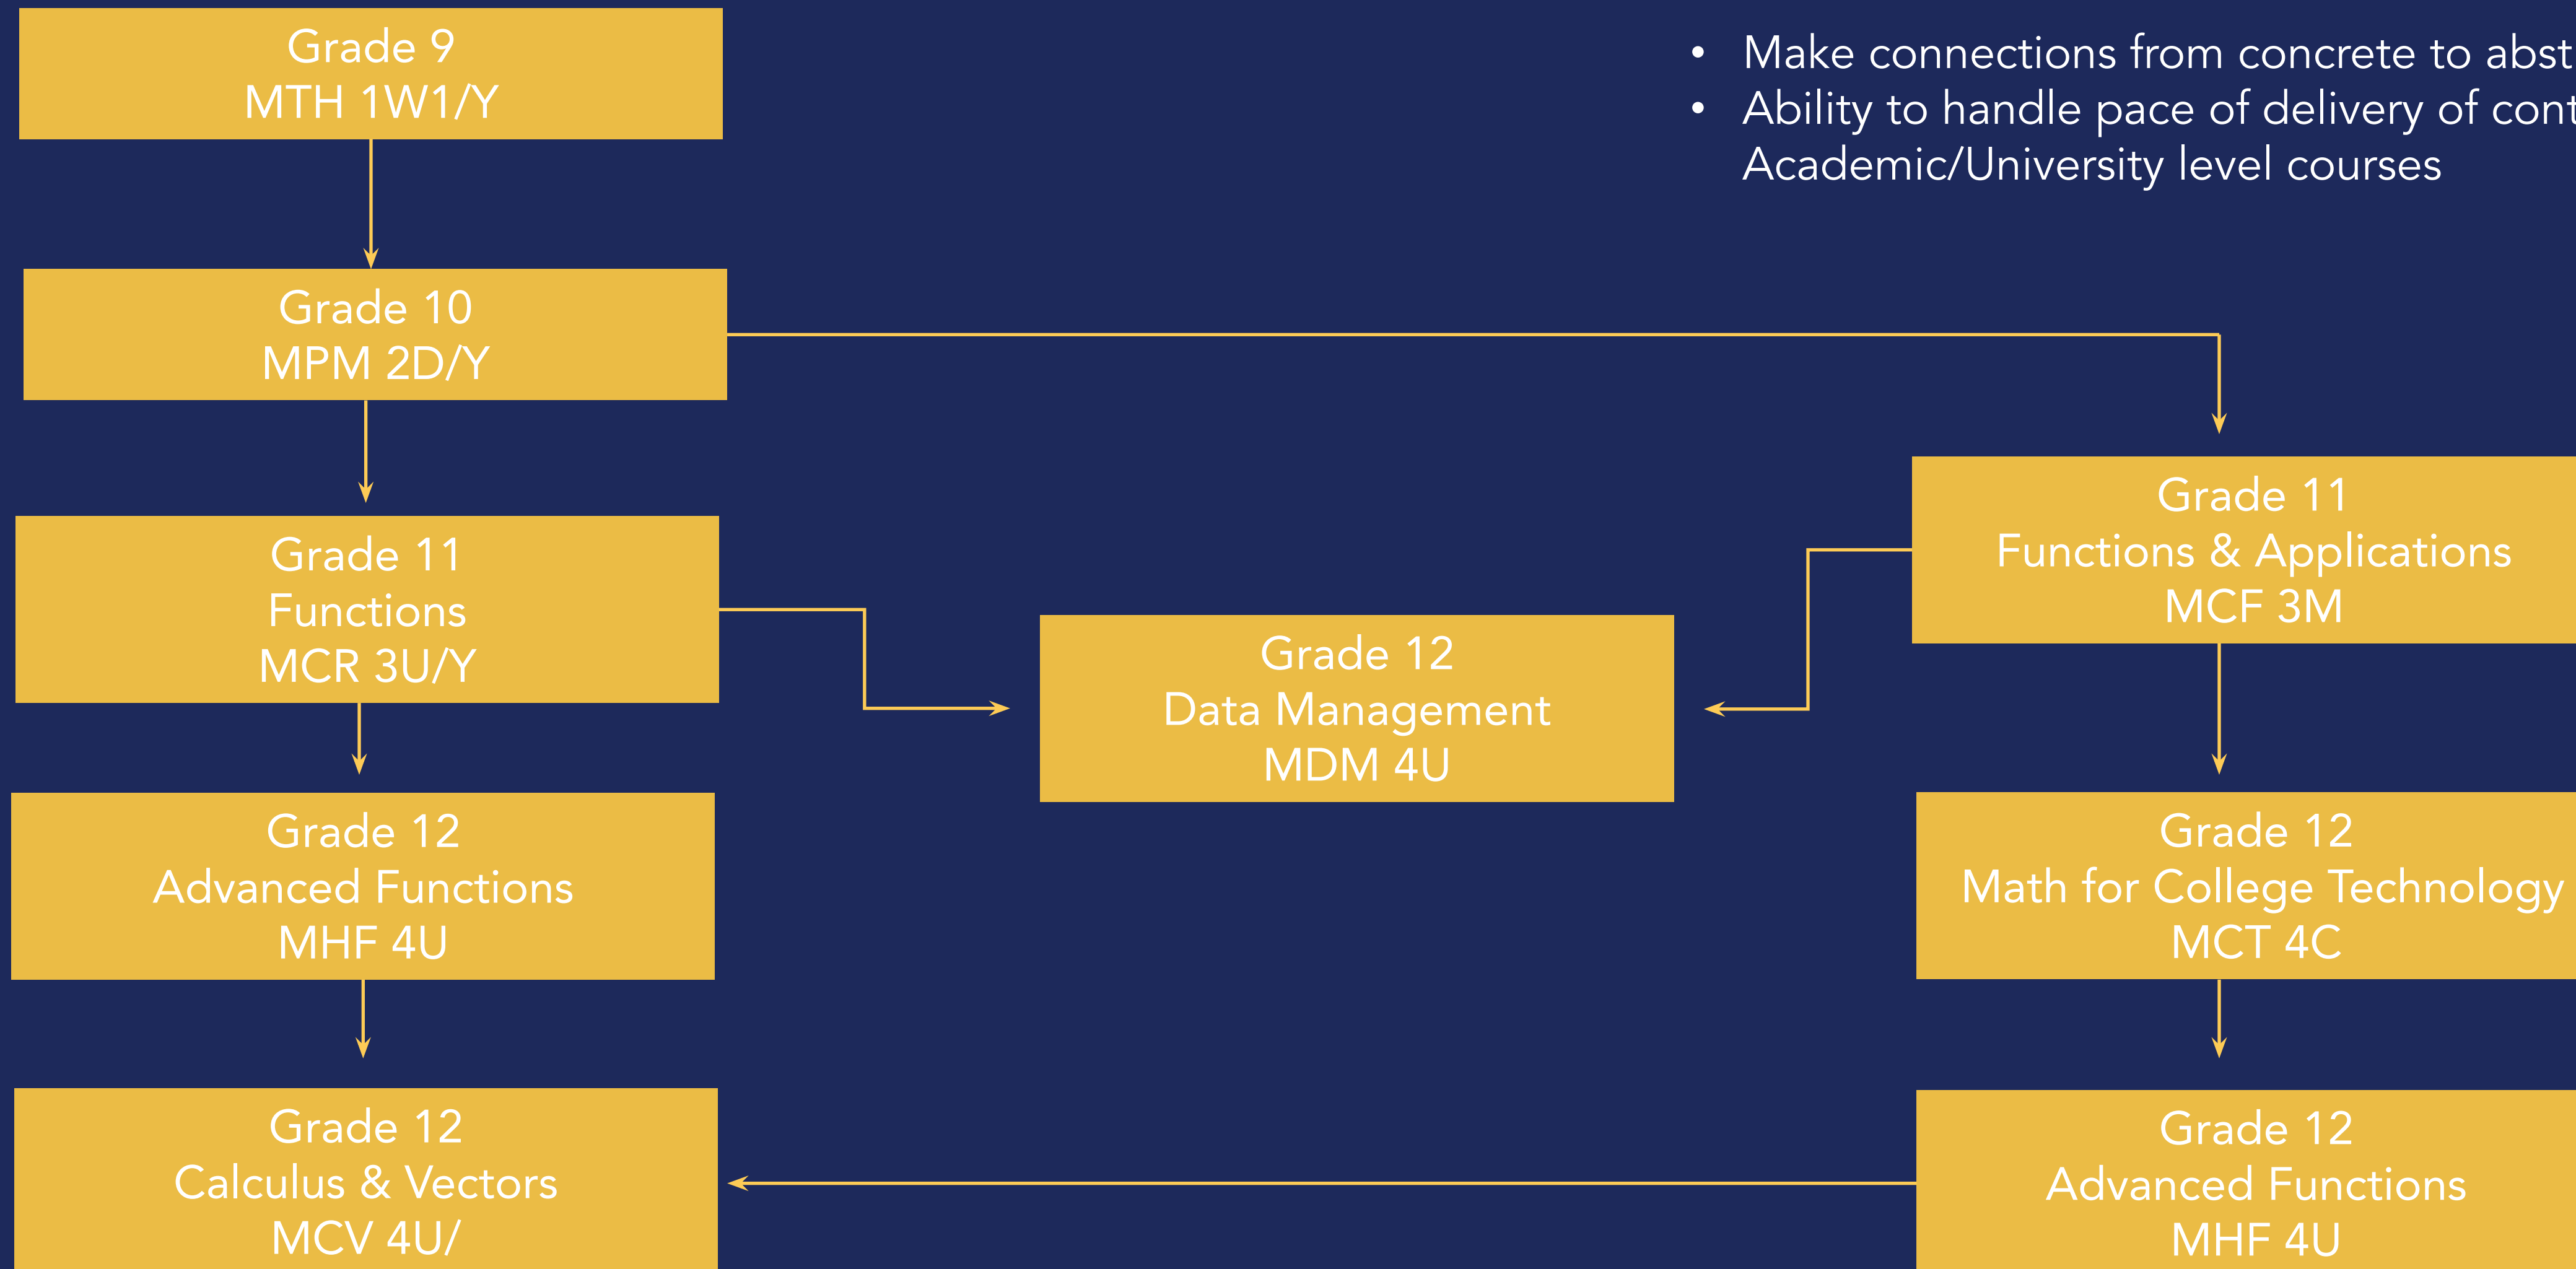 Grade 9
MTH 1W1/Y
• Make connections from concrete to
• Ability to handle pace of delivery of
Academic/University level courses
Grade 10
MPM 2D/Y
Grade 11
Functions
MCR 3U/Y
Grade 12
Data Management
MDM 4U
Grade 11
Functions & Applications
MCF 3M
Grade 12
Advanced Functions
MHF 4U
Grade 12
Math for College Technology
MCT 4C
Grade 12
Calculus & Vectors
MCV 4U/
Grade 12
Advanced Functions
MHF 4U